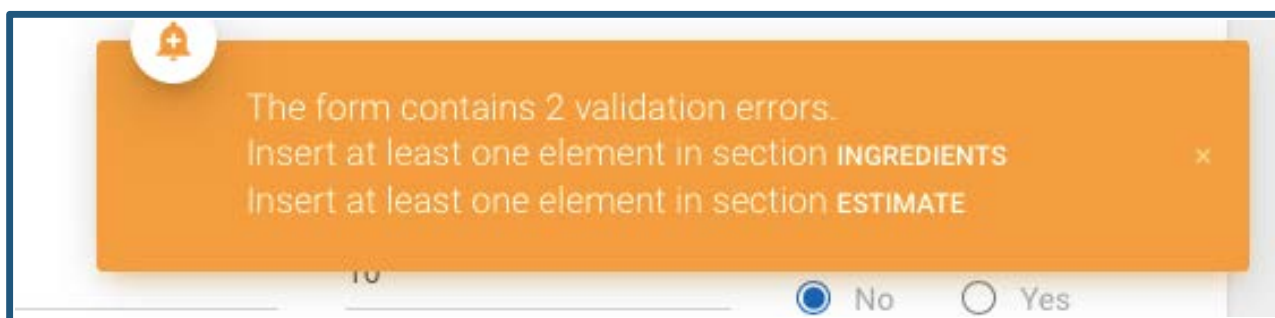 The form contains 2 validation errors.
Insert at least one element in section INGREDIENTS
Insert at least one element in section ESTIMATE
10
No Yes